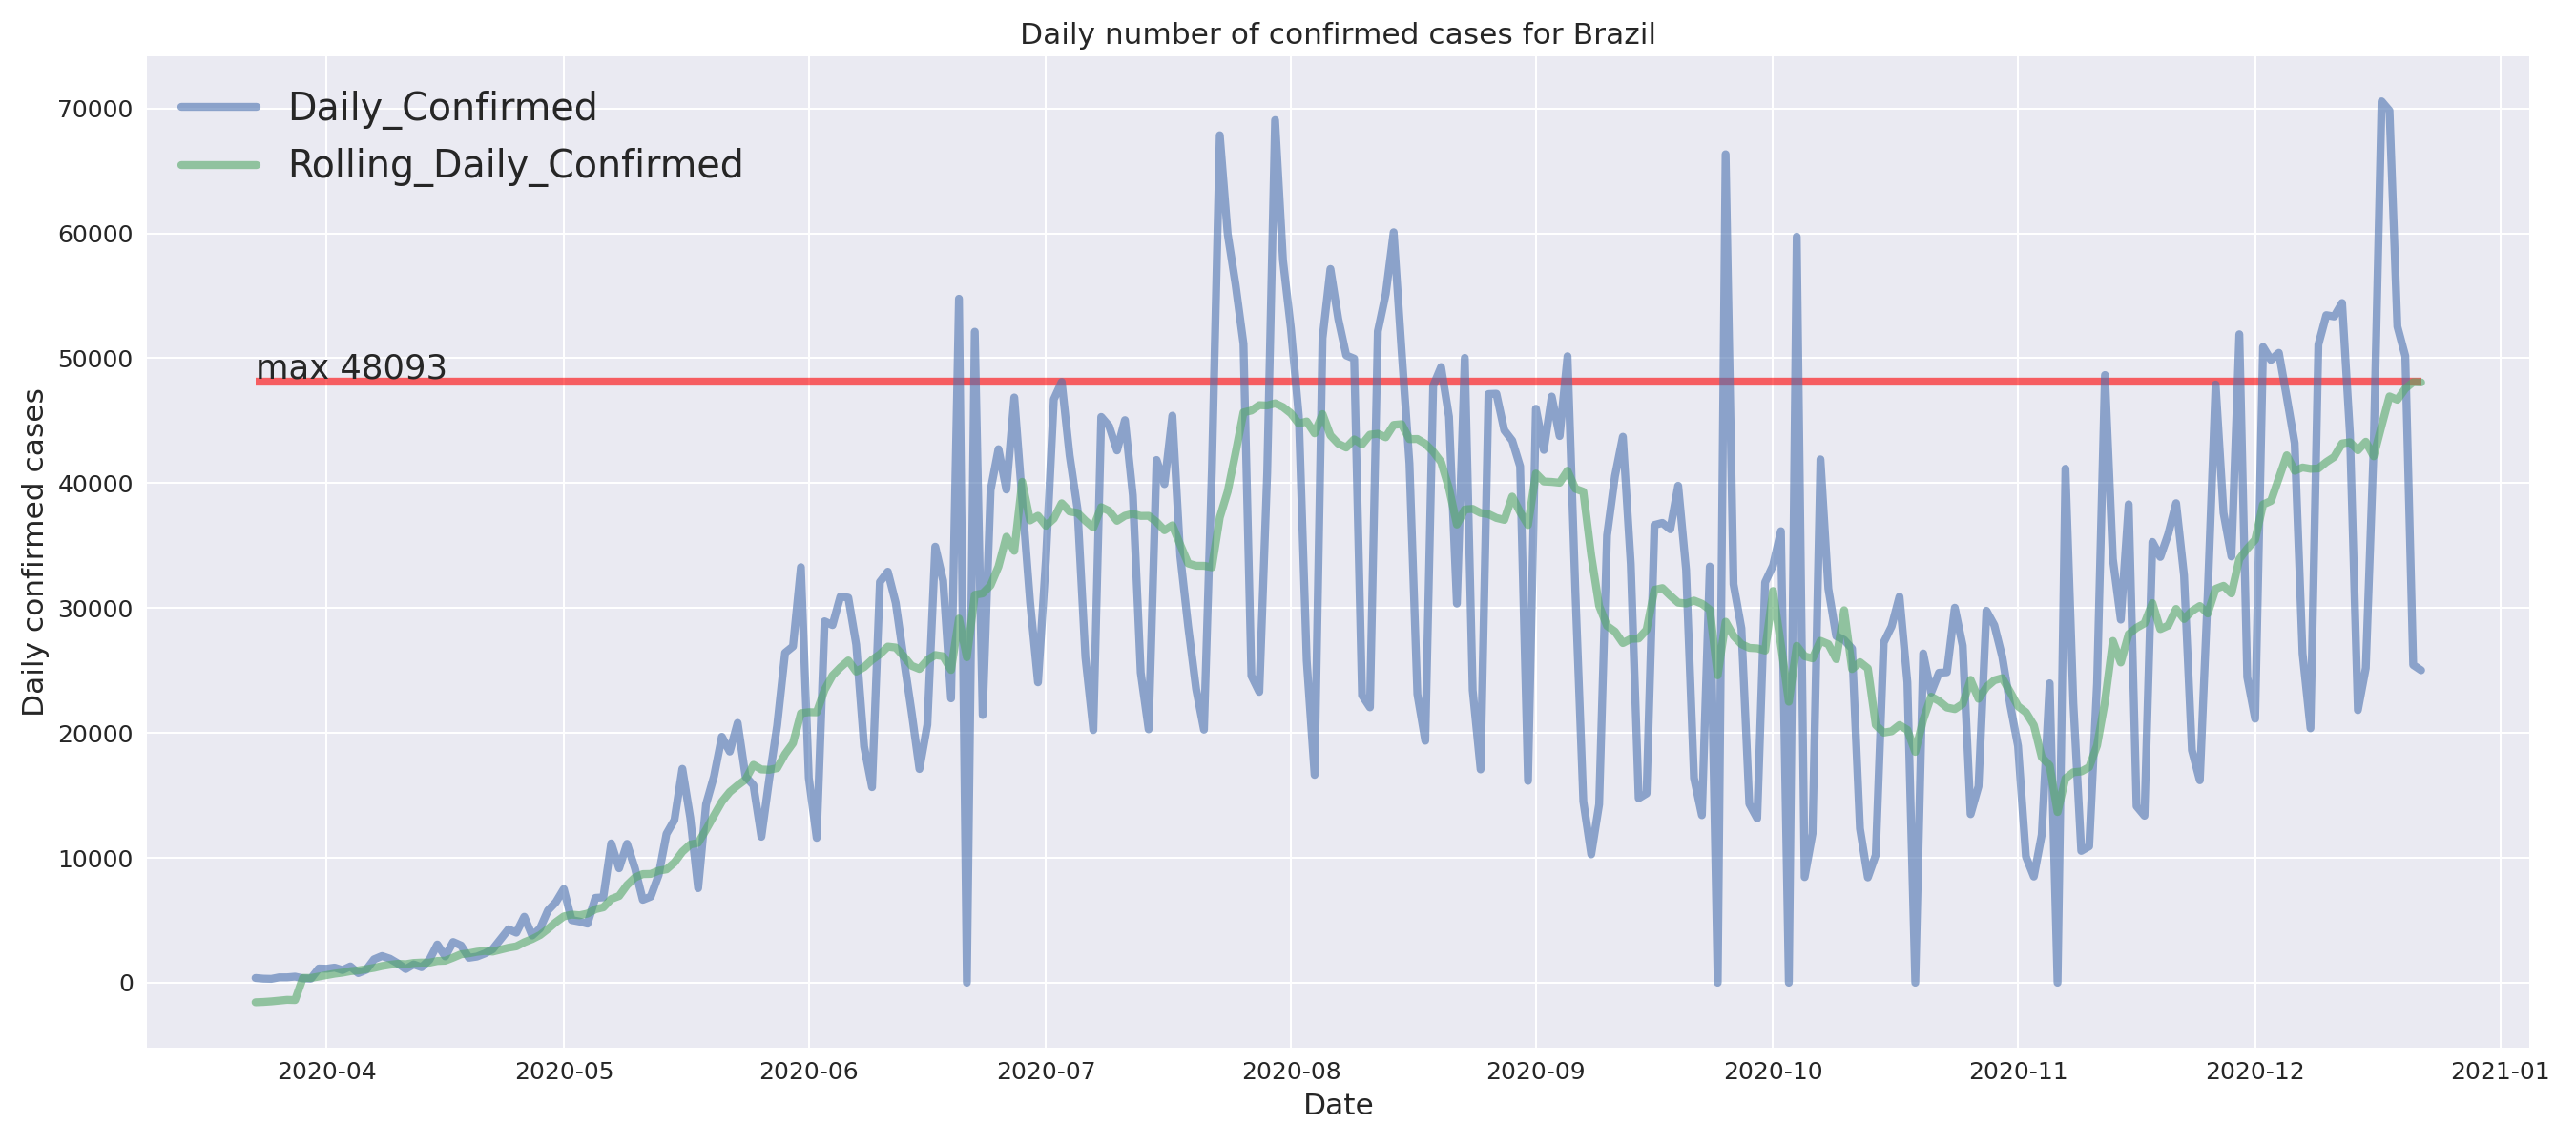 Daily number of confirmed cases for Brazil
Daily_Confirmed
Rolling_Daily_Confirmed
max 48093
Daily confirmed cases
70000
60000
50000
40000
30000
20000
10000
0
2020-04 2020-05 2020-06 2020-07 2020-08 2020-09 2020-10 2020-11 2020-12 2021-01
Date